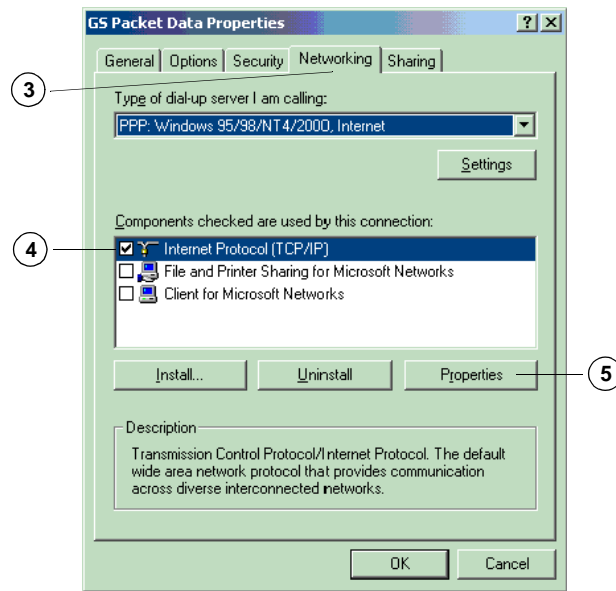 GS Packet Data Properties
General Options Security Networking Sharing
3
Type of dial-up server I am calling:
PPP: Windows 95/98/NT4/2000, Internet
Settings
Components checked are used by this connection:
4
Internet Protocol (TCP/IP)
File and Printer Sharing for Microsoft Networks
Client for Microsoft Networks
Install... Uninstall Properties
5
Description
Transmission Control Protocol/Internet Protocol. The default
wide area network protocol that provides communication
across diverse interconnected networks.
OK Cancel